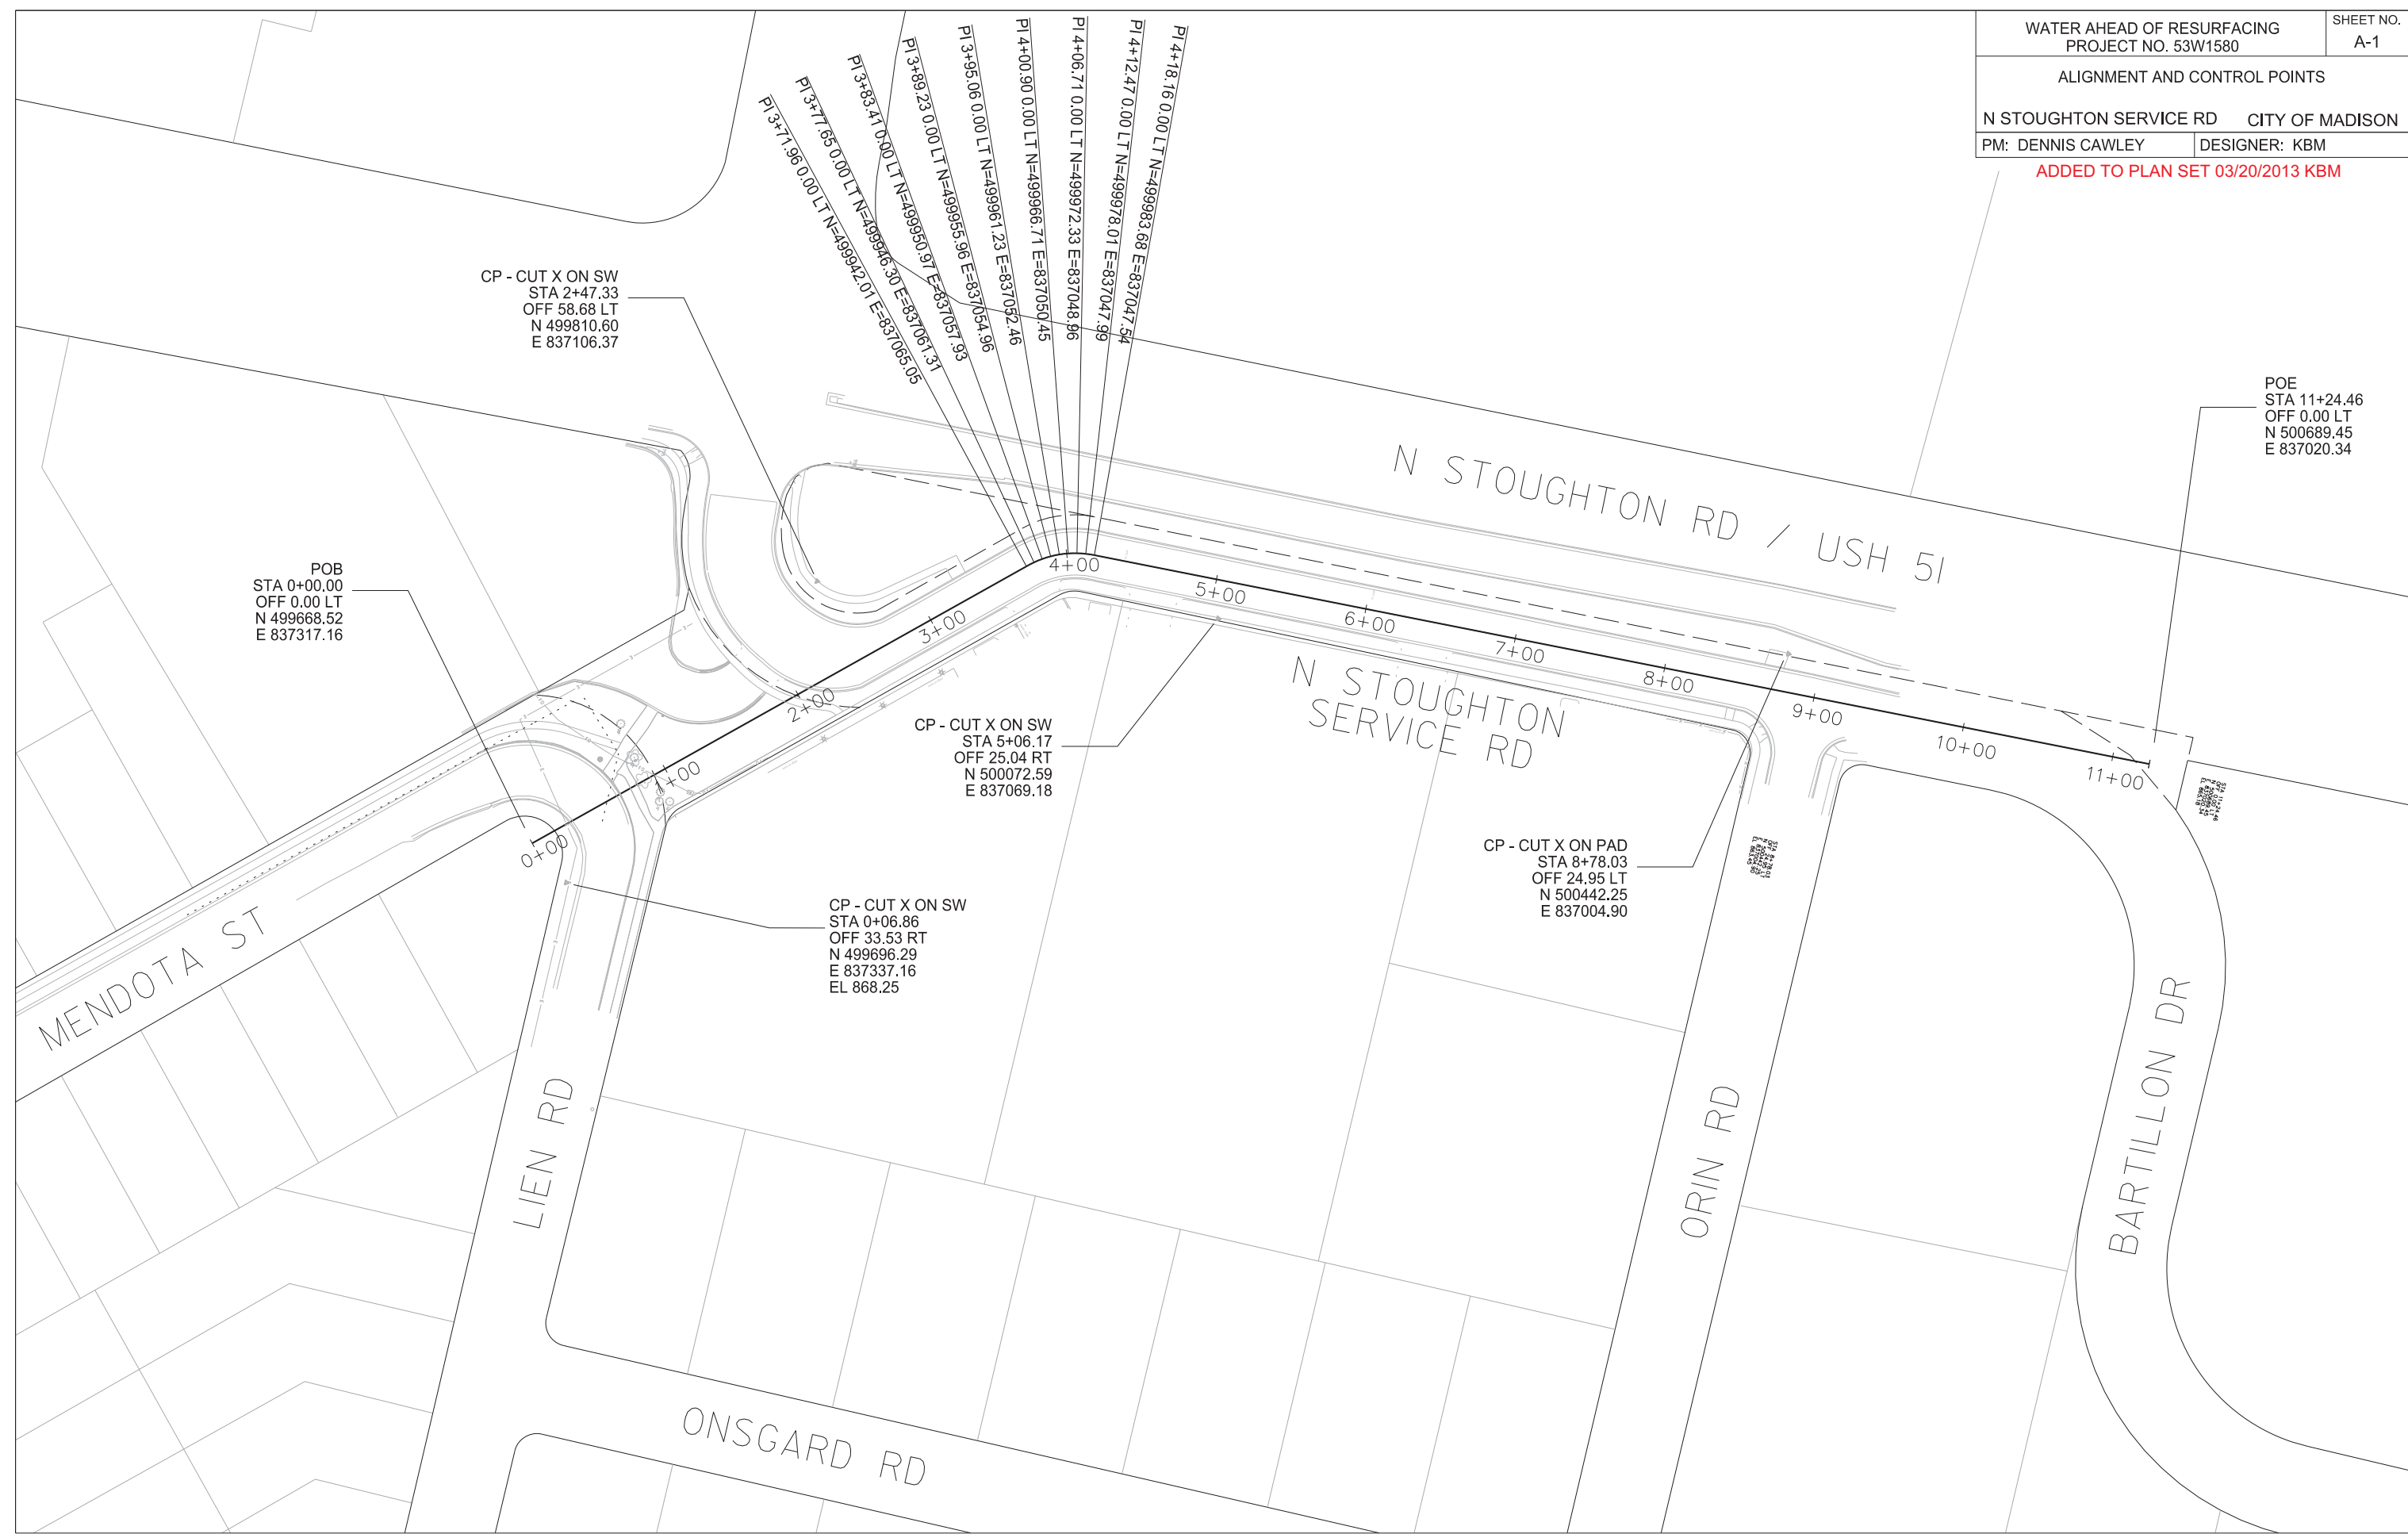 WATER AHEAD OF RESURFACING
PROJECT NO. 53W1580
SHEET NO.
A-1
ALIGNMENT AND CONTROL POINTS
N STOUGHTON SERVICE RD CITY OF MADISON
PM: DENNIS CAWLEY
DESIGNER: KBM
ADDED TO PLAN SET 03/20/2013 KBM
PI 3+71.96 0.00 LT N=499942.01 E=837065.05
PI 3+77.65 0.00 LT N=499946.30 E=837061.31
PI 3+83.41 0.00 LT N=499950.97 E=837057.93
PI 3+89.23 0.00 LT N=499955.96 E=837054.96
PI 3+95.06 0.00 LT N=499961.23 E=837052.46
PI 4+00.90 0.00 LT N=499966.71 E=837050.45
PI 4+06.71 0.00 LT N=499972.33 E=837048.96
PI 4+12.47 0.00 LT N=499978.01 E=837047.99
PI 4+18.16 0.00 LT N=499983.68 E=837047.54
CP - CUT X ON SW
STA 2+47.33
OFF 58.68 LT
N 499810.60
E 837106.37
POE
STA 11+24.46
OFF 0.00 LT
N 500689.45
E 837020.34
N STOUGHTON RD / USH 51
POB
STA 0+00.00
OFF 0.00 LT
N 499668.52
E 837317.16
0+00
2+00
3+00
4+00
5+00
6+00
7+00
8+00
9+00
10+00
11+00
N STOUGHTON
SERVICE RD
CP - CUT X ON SW
STA 5+06.17
OFF 25.04 RT
N 500072.59
E 837069.18
CP - CUT X ON PAD
STA 8+78.03
OFF 24.95 LT
N 500442.25
E 837004.90
CP - CUT X ON SW
STA 0+06.86
OFF 33.53 RT
N 499696.29
E 837337.16
EL 868.25
MENDOTA ST
LIEN RD
ORIN RD
BARTILLON DR
ONSGARD RD